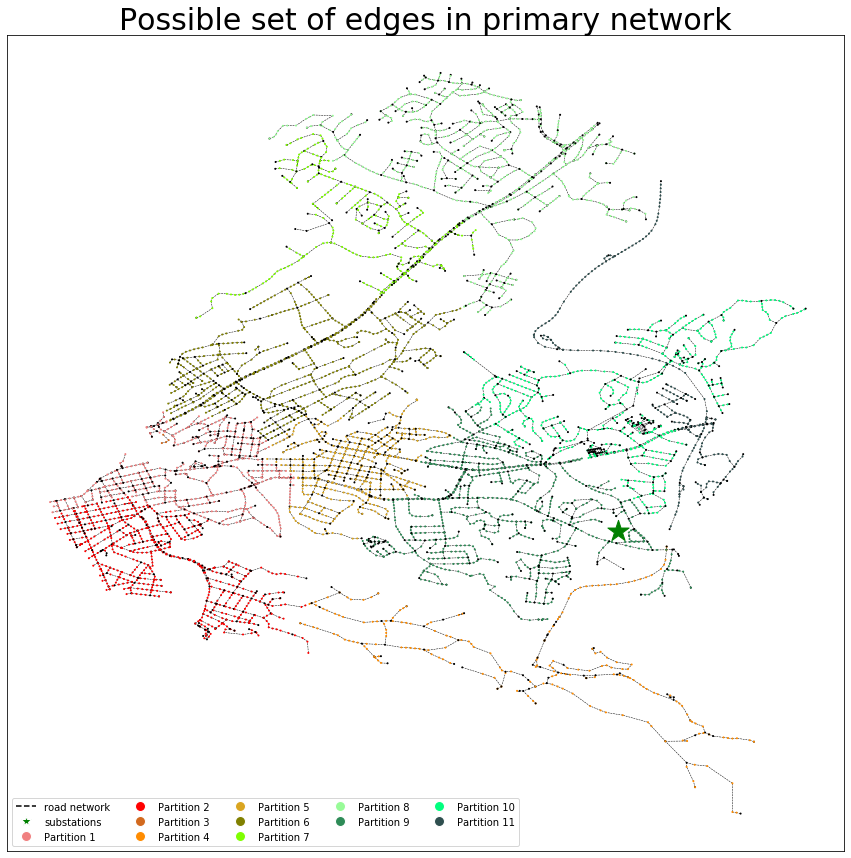 Possible set of edges in primary network
road network
substations
Partition 1
Partition 2
Partition 3
Partition 4
Partition 5
Partition 6
Partition 7
Partition 8
Partition 9
Partition 10
Partition 11